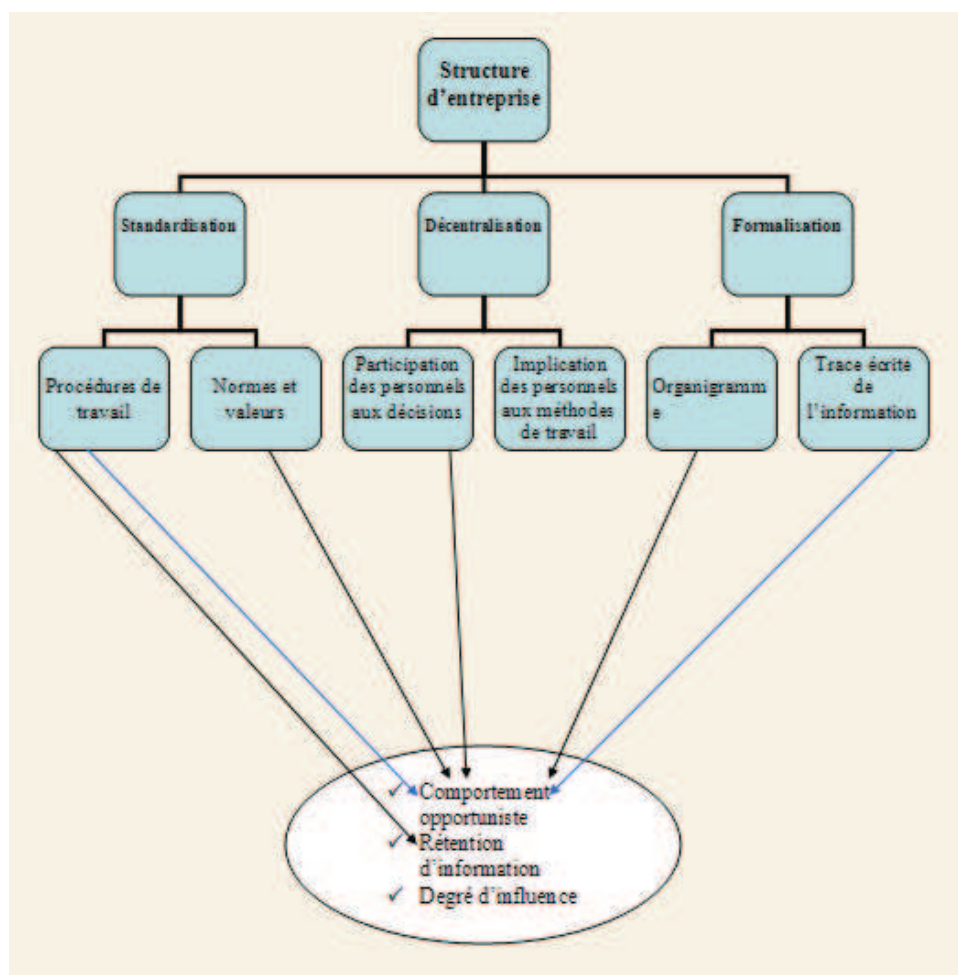 Structure
d'entreprise
Standardisation
Décentralisation
Formalisation
Procédures de
travail
Normes et
valeurs
Participation
des personnels
aux décisions
Implication
des personnels
aux méthodes
de travail
Organigramm
e
Trace écrite
de
l'information
✓ Comportement
opportuniste
✓ Rétention
d'information
✓ Degré d'influence